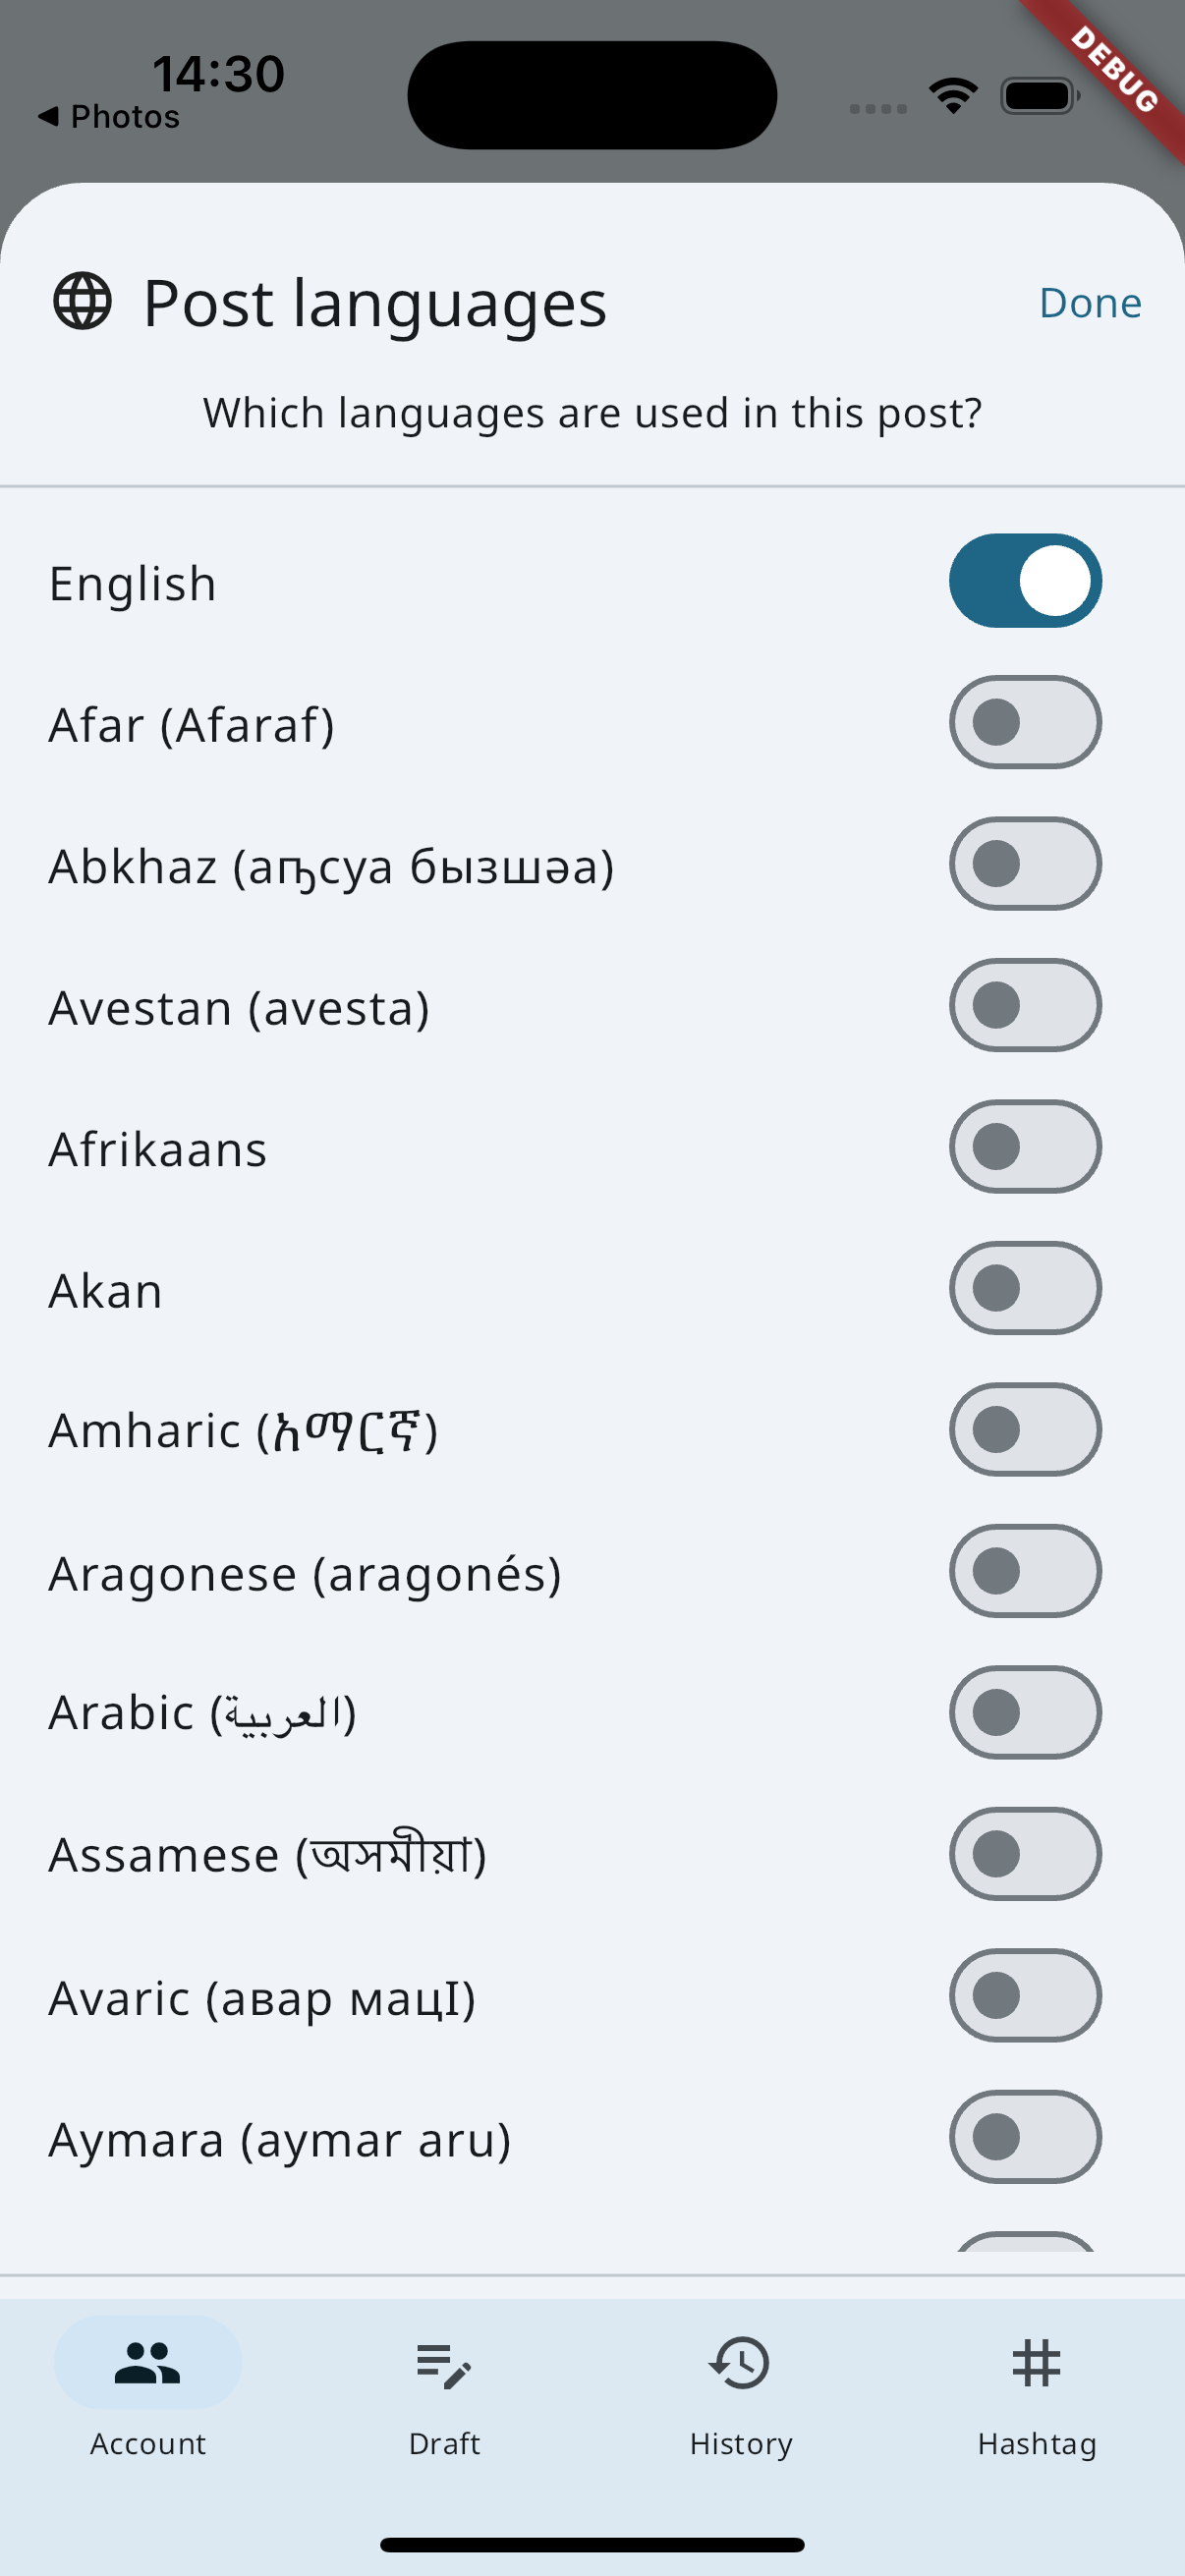 14:30
Photos
DEBUG
Post languages
Done
Which languages are used in this post?
English
Afar (Afaraf)
Abkhaz (аҧсуа бызшәа)
Avestan (avesta)
Afrikaans
Akan
Amharic (አማርኛ)
Aragonese (aragonés)
Arabic (العربية)
Assamese (অসমীয়া)
Avaric (авар мацӀ)
Aymara (aymar aru)
Account
Draft
History
Hashtag